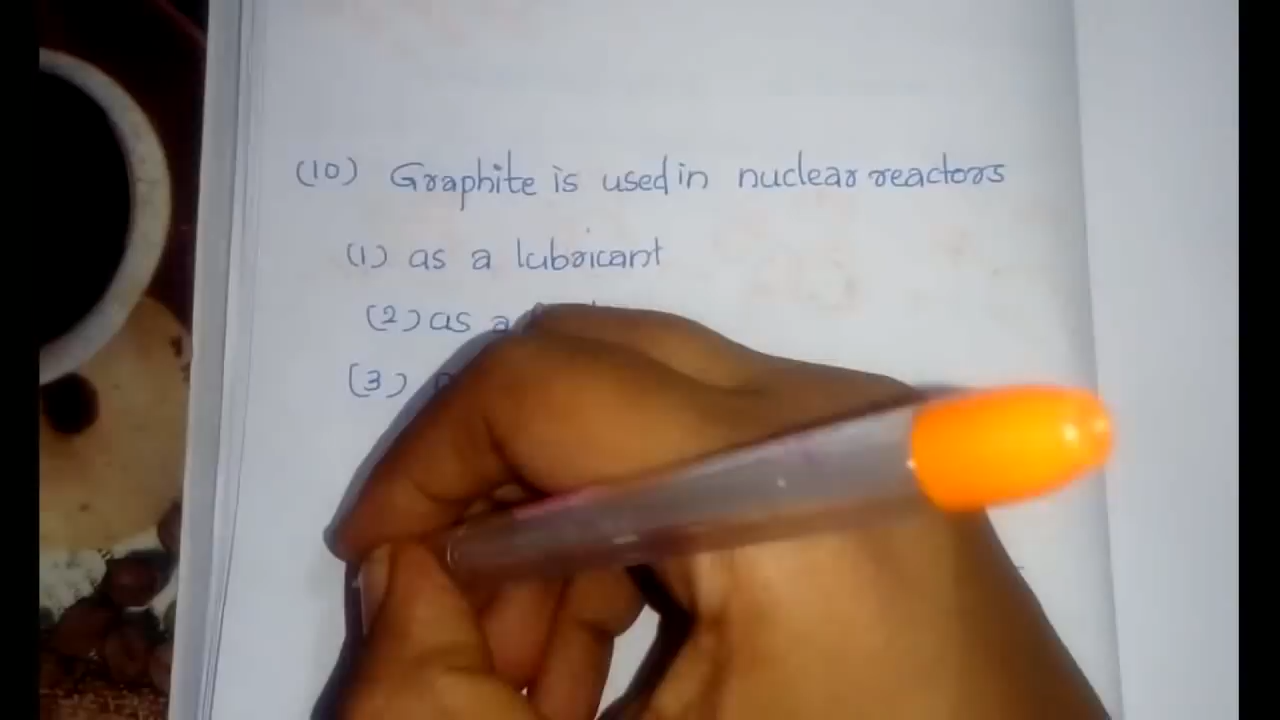 (10) Graphite is used in nuclear reactors
(1) as a lubricant
(2) as a
(3)